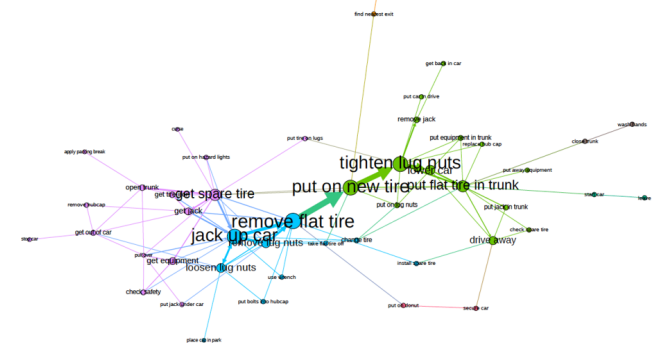 find nearest exit
get back in car
put car in drive
remove jack
wash hands
curse
put tire on lugs
put equipment in trunk
replace hub cap
close trunk
apply parking break
put on hazard lights
tighten lug nuts
lower car
put away equipment
open trunk
get spare tire
put on new tire
put flat tire in trunk
start car
remove hubcap
get jack
put on lug nuts
put jack in trunk
remove flat tire
get out of car
jack up car
remove lug nuts
take flat tire off
change tire
drive away
check spare tire
get equipment
loosen lug nuts
install spare tire
use wrench
check safety
put jack under car
put bolts into hubcap
secure car
place car in park